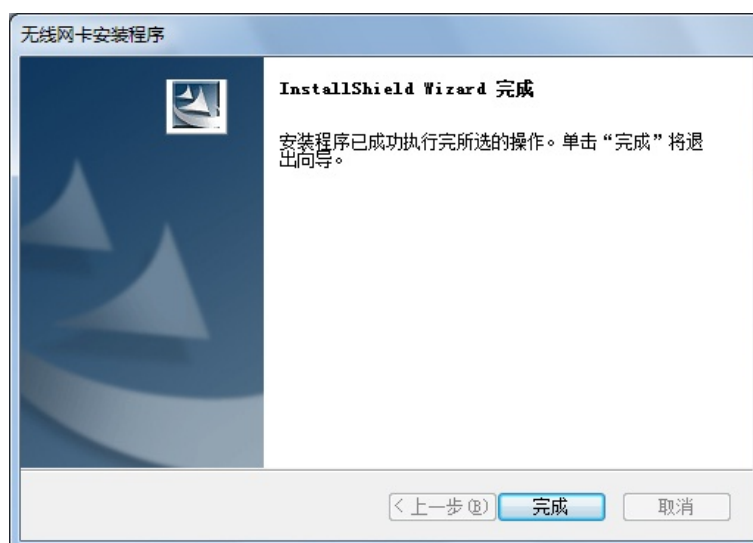 无线网卡安装程序
InstallShield Wizard 完成
安装程序已成功执行完所选的操作。单击“完成”将退
出向导。
<上一步(B) 完成 取消